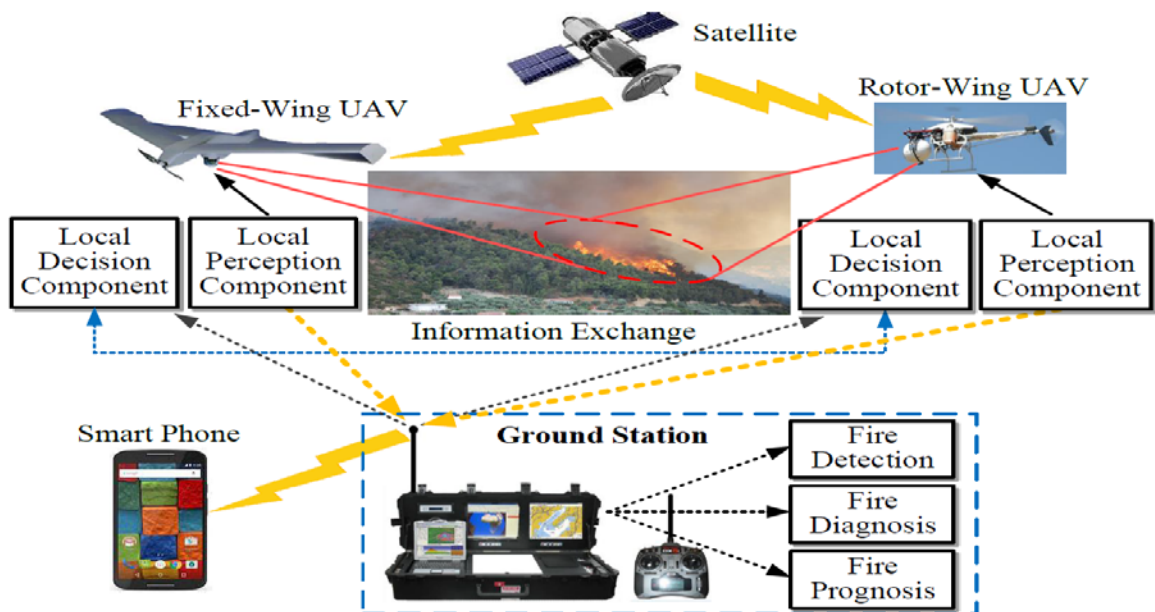 Satellite
Fixed-Wing UAV
Rotor-Wing UAV
Local
Decision
Component
Local
Perception
Component
Local
Decision
Component
Local
Perception
Component
Information Exchange
Smart Phone
Ground Station
Fire
Detection
Fire
Diagnosis
Fire
Prognosis